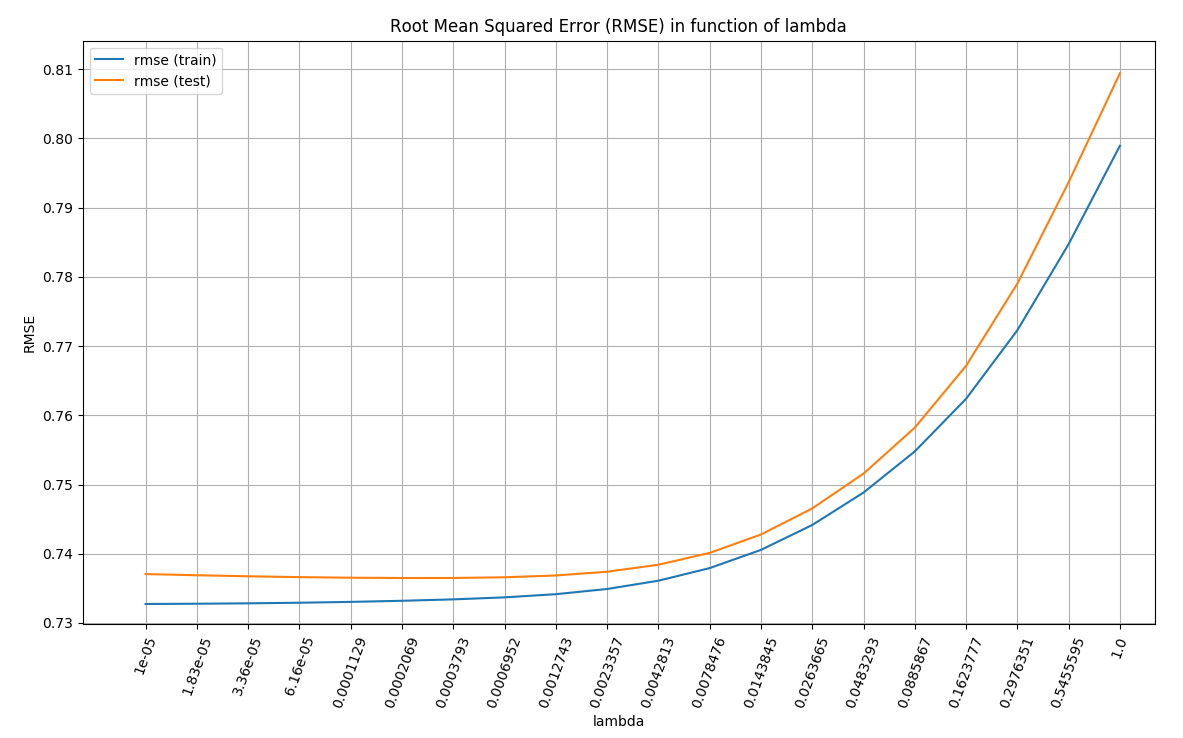 Root Mean Squared Error (RMSE) in function of lambda
rmse (train)
rmse (test)
0.81
0.80
0.79
0.78
0.77
0.76
0.75
0.74
0.73
RMSE
1e-05
1.83e-05
3.36e-05
6.16e-05
0.0001129
0.0002069
0.0003793
0.0006952
0.0012743
0.0023357
0.0042813
0.0078476
0.0143845
0.0263665
0.0483293
0.0885867
0.1623777
0.2976351
0.5455595
1.0
lambda